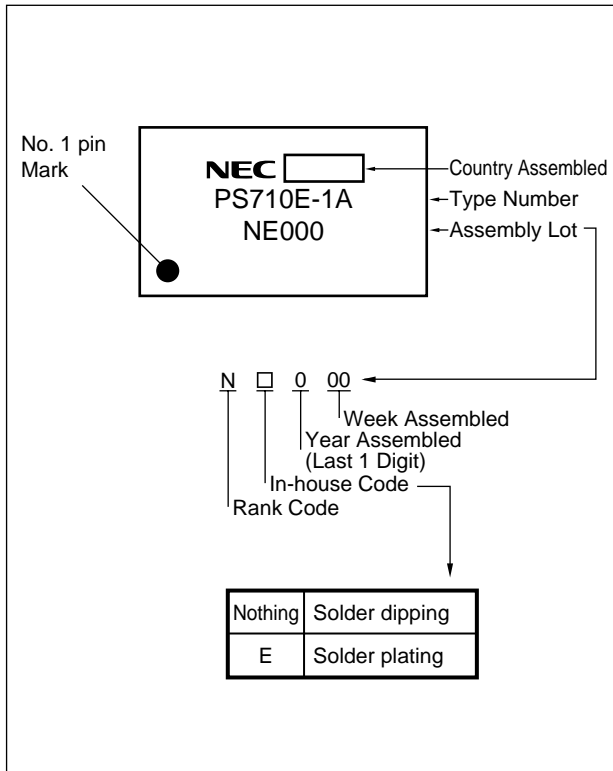 No. 1 pin
Mark
NEC
Country Assembled
PS710E-1A
Type Number
NE000
Assembly Lot
N □ 0 00
Week Assembled
Year Assembled
(Last 1 Digit)
In-house Code
Rank Code
Nothing Solder dipping
E Solder plating